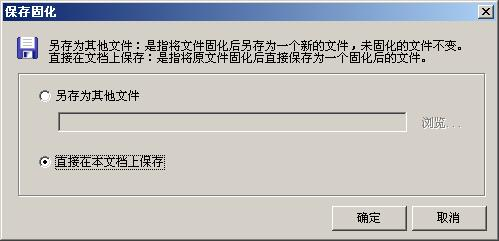 保存固化
另存为其他文件：是指将文件固化后另存为一个新的文件，未固化的文件不变。
直接在文档上保存：是指将原文件固化后直接保存为一个固化后的文件。
另存为其他文件
浏览...
直接在本文档上保存
确定
取消